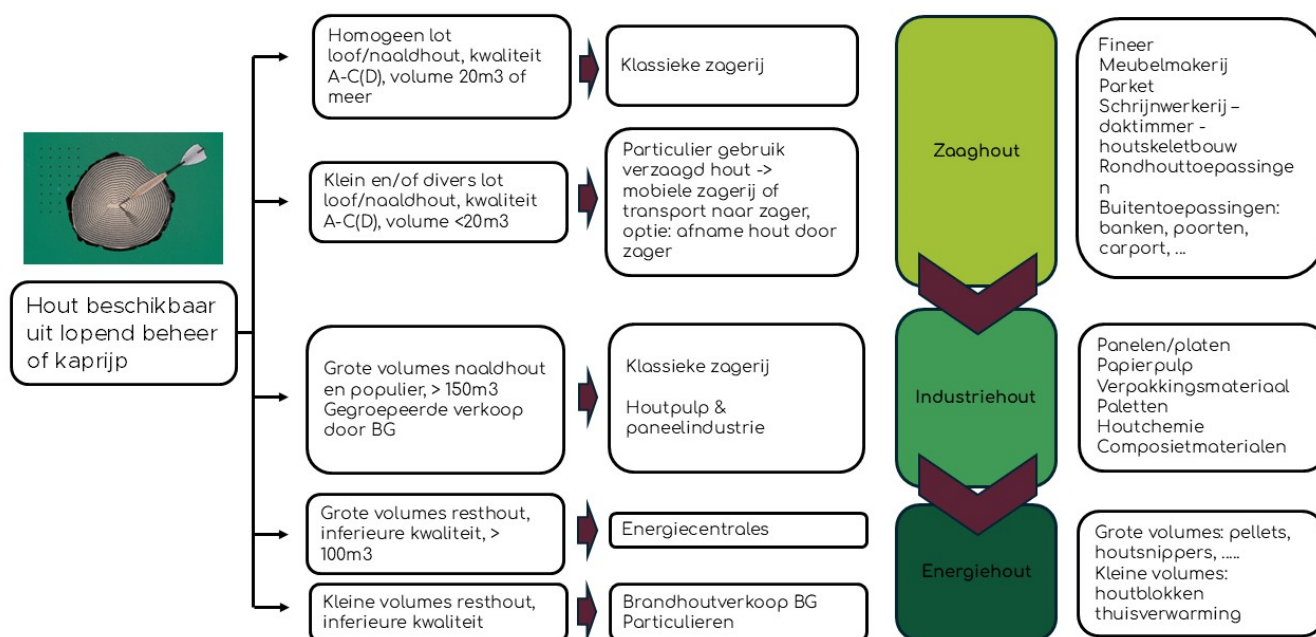 Hout beschikbaar
uit lopend beheer
of kaprijp
Homogeen lot
loof/naaldhout, kwaliteit
A-C(D), volume 20m3 of
meer
Klassieke zagerij
Klein en/of divers lot
loof/naaldhout, kwaliteit
A-C(D), volume <20m3
Particulier gebruik
verzaagd hout ->
mobiele zagerij of
transport naar zager,
optie: afname hout door
zager
Grote volumes naaldhout
en populier, > 150m3
Gegroepeerde verkoop
door BG
Klassieke zagerij
Houtpulp &
paneelindustrie
Grote volumes resthout,
inferieure kwaliteit, >
100m3
Energiecentrales
Kleine volumes resthout,
inferieure kwaliteit
Brandhoutverkoop BG
Particulieren
Zaaghout
Fineer
Meubelmakerij
Parket
Schrijnwerkerij –
daktimmer -
houtskeletbouw
Rondhouttoepassinge
n
Buitentoepassingen:
banken, poorten,
carport, ...
Industriehout
Panelen/platen
Papierpulp
Verpakkingsmateriaal
Paletten
Houtchemie
Composietmaterialen
Energiehout
Grote volumes: pellets,
houtsnippers, .....
Kleine volumes:
houtblokken
thuisverwarming